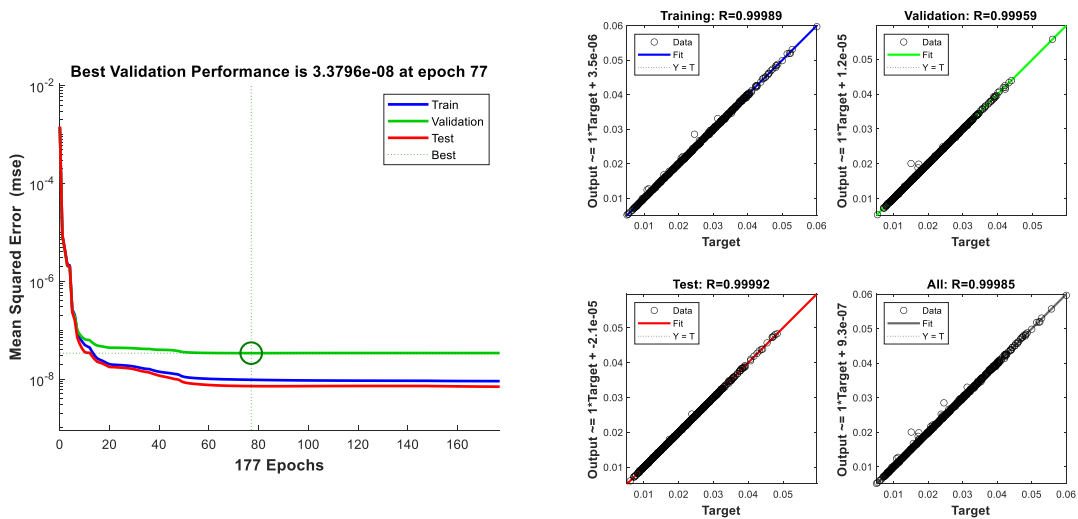 Best Validation Performance is 3.3796e-08 at epoch 77
Mean Squared Error (mse)
10-2
10-4
10-6
10-8
0 20 40 60 80 100 120 140 160
177 Epochs
Train
Validation
Test
Best
Training: R=0.99989
Output ~= 1*Target + 3.5e-06
0.06
0.05
0.04
0.03
0.02
0.01
0.01 0.02 0.03 0.04 0.05 0.06
Target
Data
Fit
Y = T
Validation: R=0.99959
Output ~= 1*Target + 1.2e-05
0.05
0.04
0.03
0.02
0.01
0.01 0.02 0.03 0.04 0.05
Target
Data
Fit
Y = T
Test: R=0.99992
Output ~= 1*Target + -2.1e-05
0.05
0.04
0.03
0.02
0.01
0.01 0.02 0.03 0.04 0.05
Target
Data
Fit
Y = T
All: R=0.99985
Output ~= 1*Target + 9.3e-07
0.06
0.05
0.04
0.03
0.02
0.01
0.01 0.02 0.03 0.04 0.05 0.06
Target
Data
Fit
Y = T